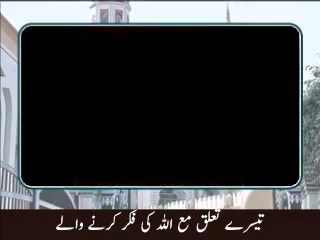 تیسرے تعلق مع اللہ کی فکر کرنے والے